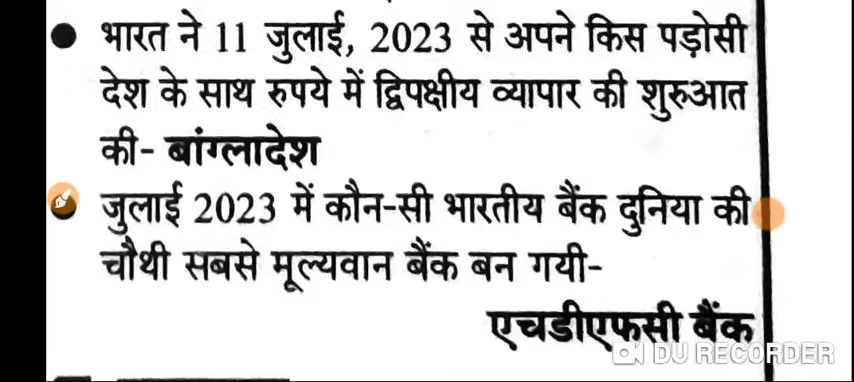 भारत ने 11 जुलाई, 2023 से अपने किस पड़ोसी
देश के साथ रुपये में द्विपक्षीय व्यापार की शुरुआत
की- बांग्लादेश
जुलाई 2023 में कौन-सी भारतीय बैंक दुनिया की
चौथी सबसे मूल्यवान बैंक बन गयी-
एचडीएफसी बैंक
DU RECORDER